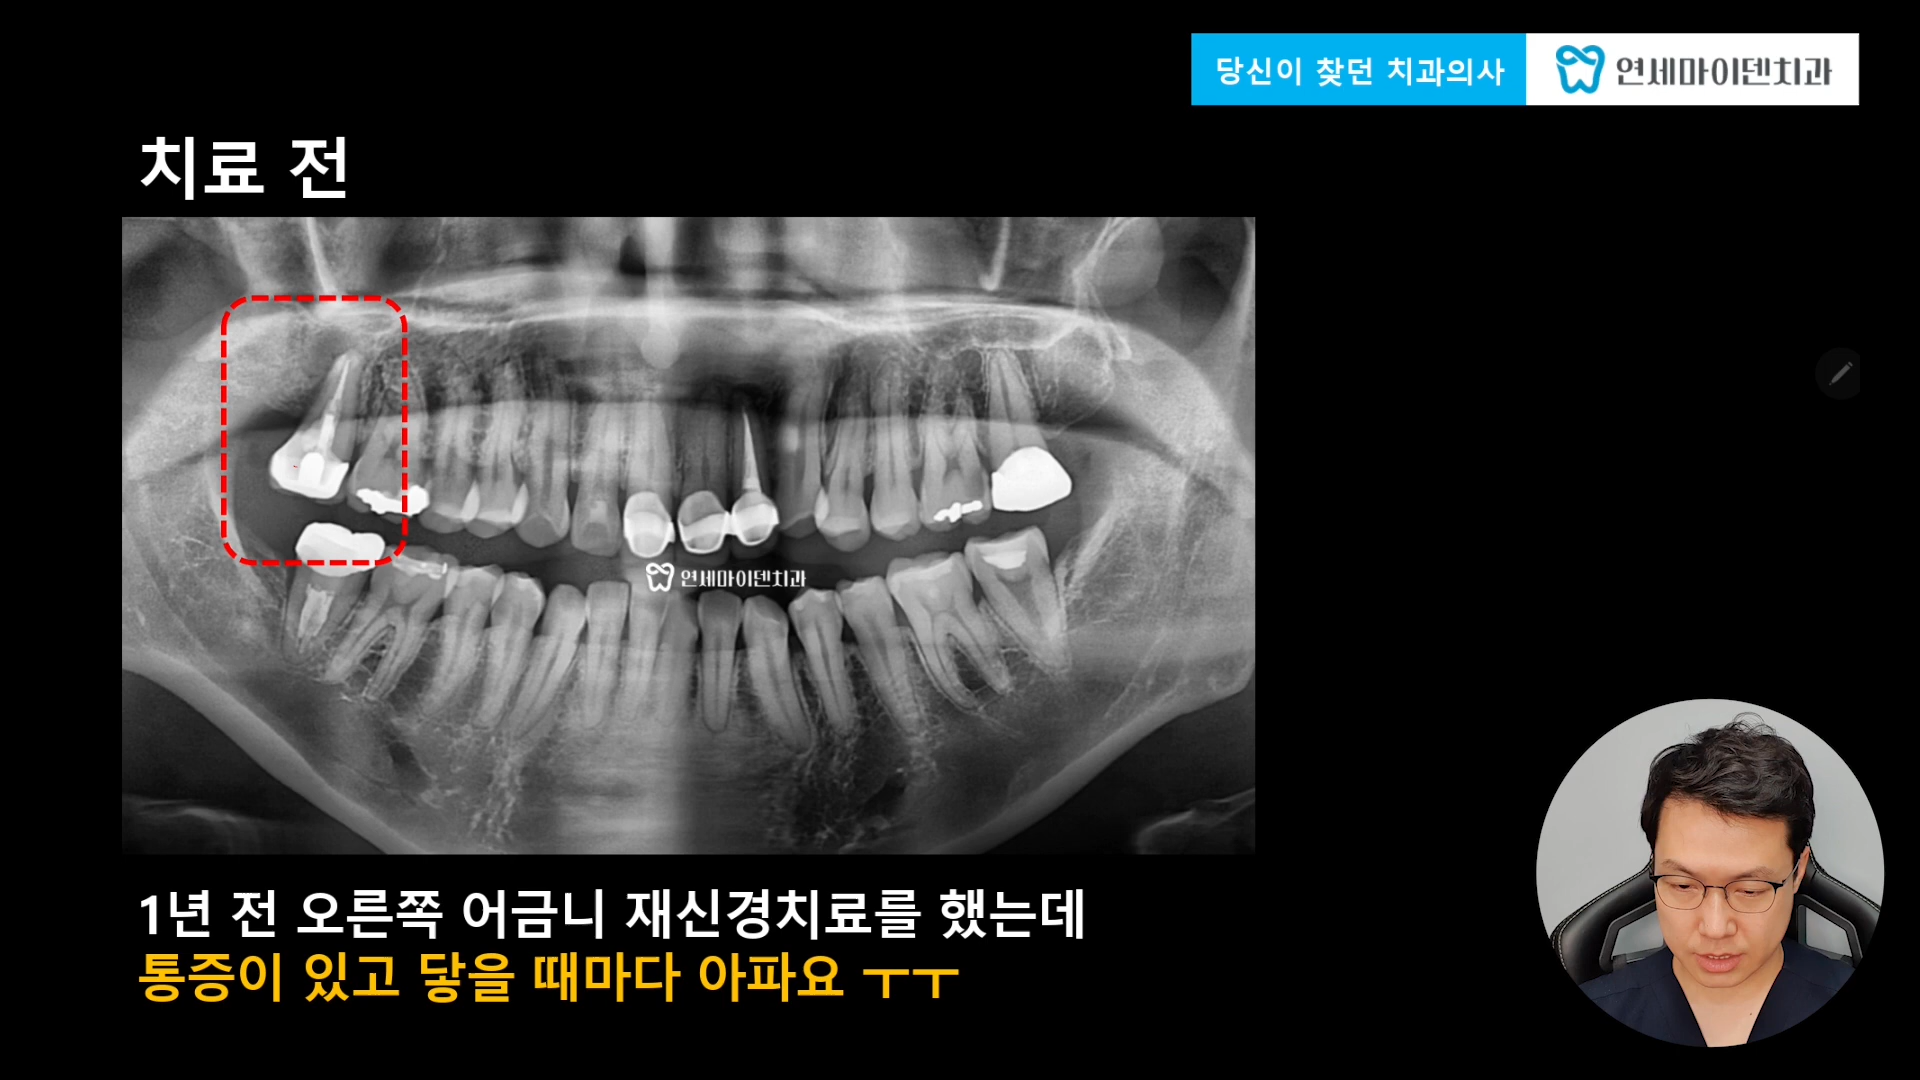 당신이 찾던 치과의사
연세마이덴치과
치료 전
연세마이덴치과
1년 전 오른쪽 어금니 재신경치료를 했는데
통증이 있고 닿을 때마다 아파요 ㅜㅜ